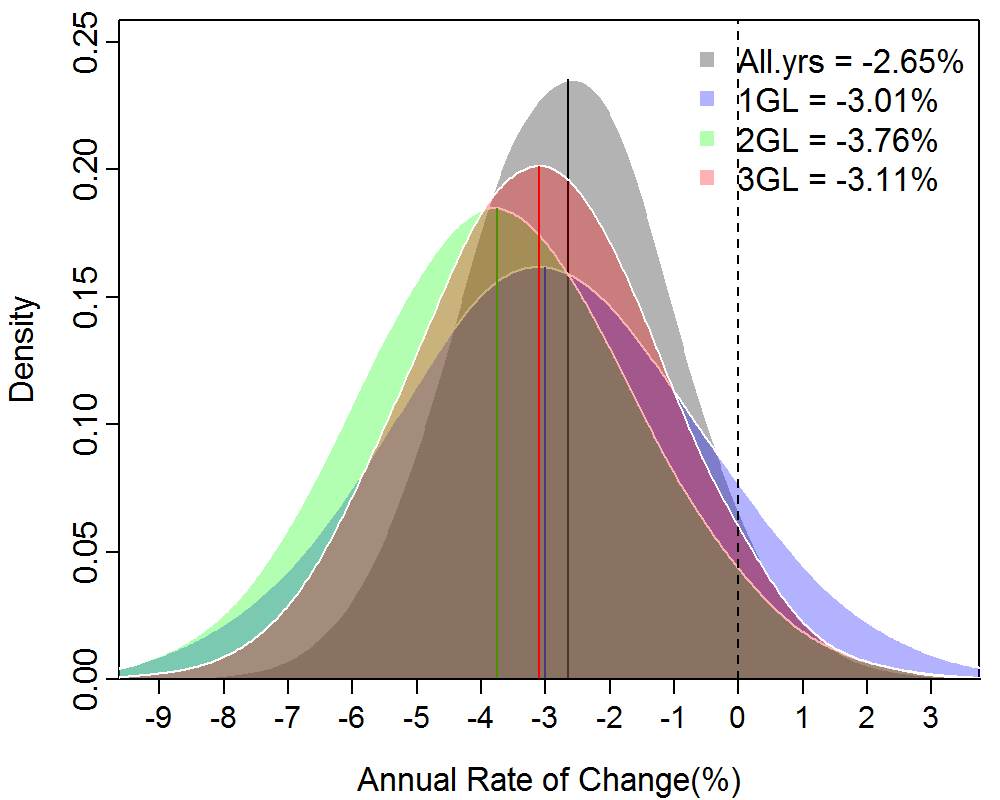 All.yrs = -2.65%
1GL = -3.01%
2GL = -3.76%
3GL = -3.11%
0.25
0.20
0.15
0.10
0.05
0.00
Density
-9 -8 -7 -6 -5 -4 -3 -2 -1 0 1 2 3
Annual Rate of Change(%)